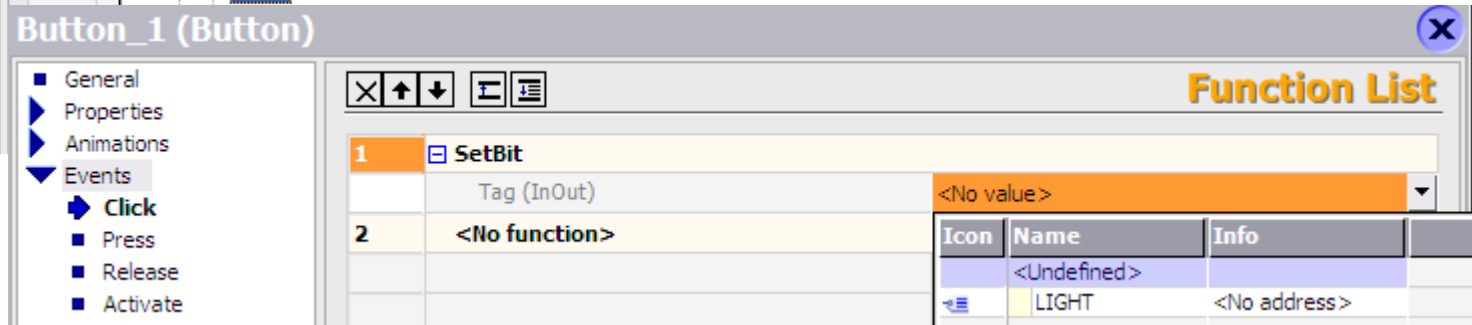 Button_1 (Button)
General
Properties
Animations
Events
Click
Press
Release
Activate
Function List
1 SetBit
Tag (InOut) <No value>
2 <No function>
Icon Name Info
<Undefined>
LIGHT <No address>